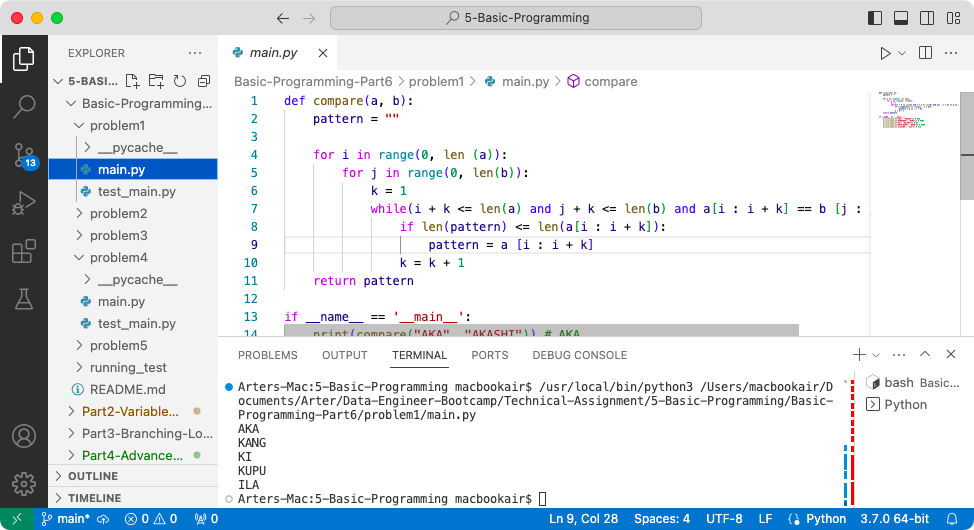 5-Basic-Programming
EXPLORER
main.py
5-BASI...
Basic-Programming-Part6 > problem1 > main.py > compare
Basic-Programming...
problem1
__pycache__
main.py
test_main.py
problem2
problem3
problem4
__pycache__
main.py
test_main.py
problem5
running_test
README.md
Part2-Variable...
Part3-Branching-Lo...
Part4-Advance...
OUTLINE
TIMELINE
13
1 def compare(a, b):
2 pattern = ""
3
4 for i in range(0, len (a)):
5 for j in range(0, len(b)):
6 k = 1
7 while(i + k <= len(a) and j + k <= len(b) and a[i : i + k] == b [j :
8 if len(pattern) <= len(a[i : i + k]):
9 pattern = a [i : i + k]
10 k = k + 1
11 return pattern
12
13 if __name__ == '__main__':
14 print(compare("AKA", "AKASHI")) # AKA
PROBLEMS OUTPUT TERMINAL PORTS DEBUG CONSOLE
Arters-Mac:5-Basic-Programming macbookair$ /usr/local/bin/python3 /Users/macbookair/D
ocuments/Arter/Data-Engineer-Bootcamp/Technical-Assignment/5-Basic-Programming/Basic-
Programming-Part6/problem1/main.py
AKA
KANG
KI
KUPU
ILA
Arters-Mac:5-Basic-Programming macbookair$
bash Basic...
Python
main* 0 0 0 Ln 9, Col 28 Spaces: 4 UTF-8 LF Python 3.7.0 64-bit